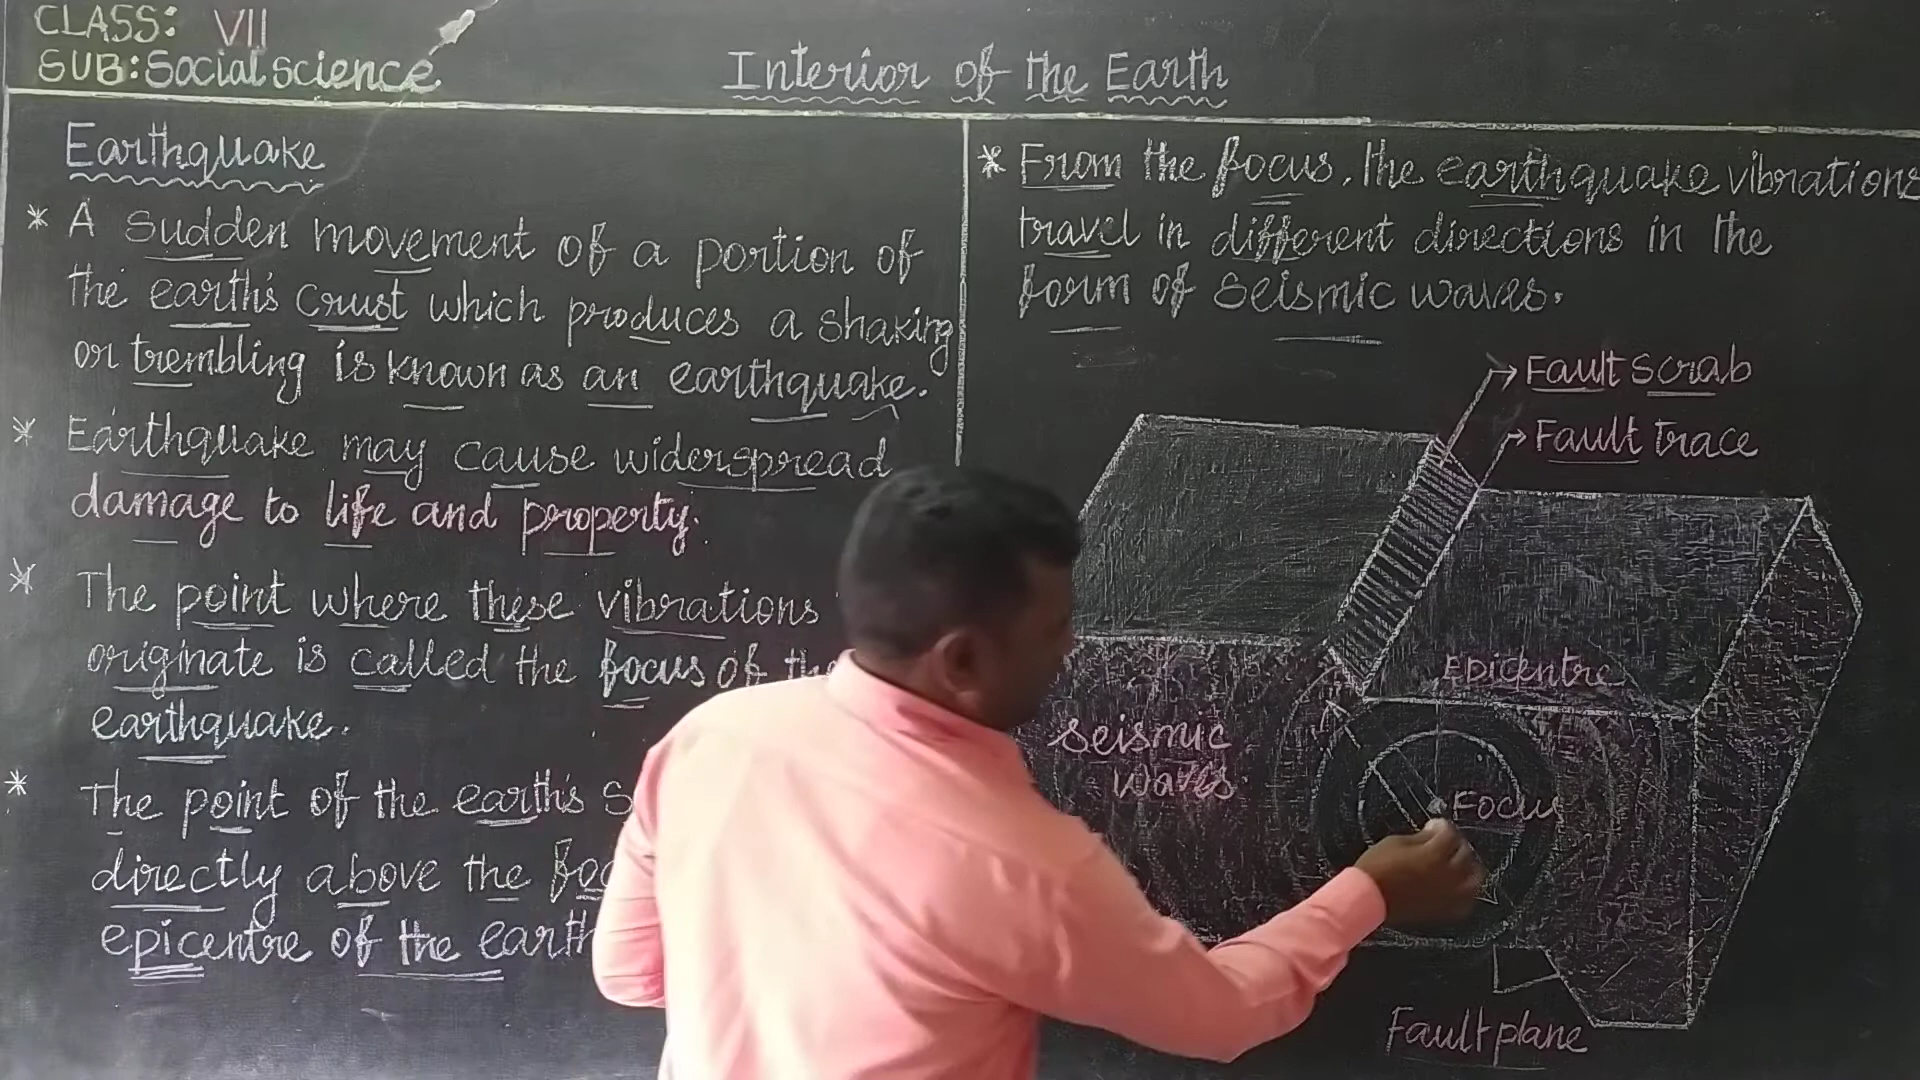 CLASS: VII
SUB: Social science.
Interior of the Earth
Earthquake
* A sudden movement of a portion of
the earth's crust which produces a shaking
or trembling is known as an earthquake.
* Earthquake may cause widerspread
damage to life and property.
* The point where these vibrations
originate is called the focus of the
earthquake.
* The point of the earth's
directly above the
epicentre of the
* From the focus, the earthquake vibrations
travel in different directions in the
form of seismic waves.
Fault scrab
Fault trace
Epicentre
Seismic
waves.
Focus
Fault plane